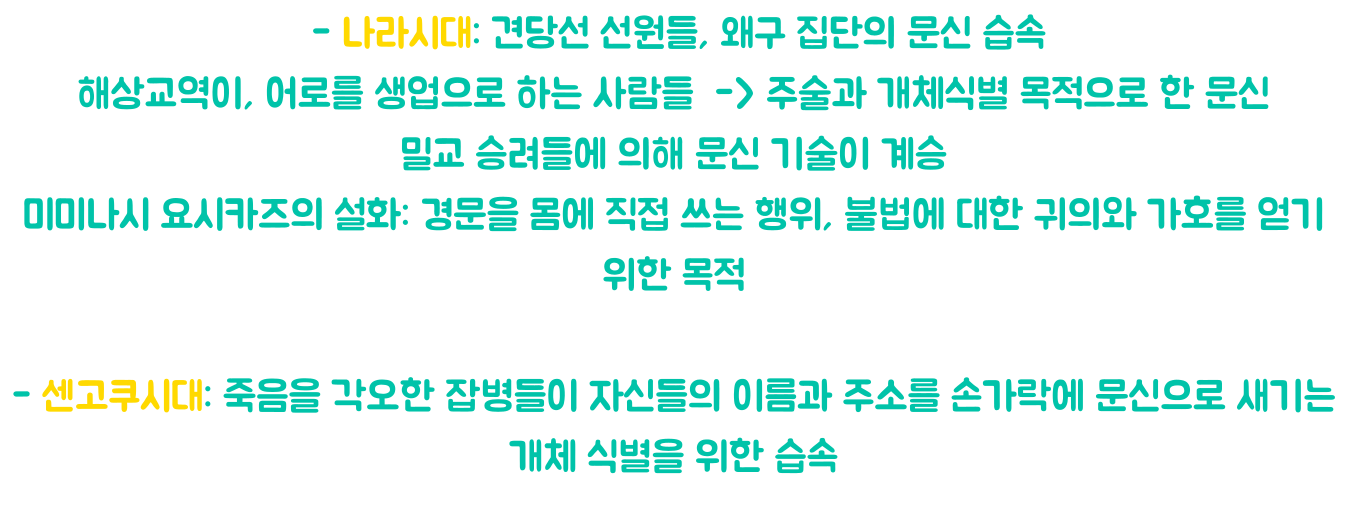 - 나라시대: 견당선 선원들, 왜구 집단의 문신 습속
해상교역이, 어로를 생업으로 하는 사람들 -> 주술과 개체식별 목적으로 한 문신
밀교 승려들에 의해 문신 기술이 계승
미미나시 요시카즈의 설화: 경문을 몸에 직접 쓰는 행위, 불법에 대한 귀의와 가호를 얻기
위한 목적
- 센고쿠시대: 죽음을 각오한 잡병들이 자신들의 이름과 주소를 손가락에 문신으로 새기는
개체 식별을 위한 습속